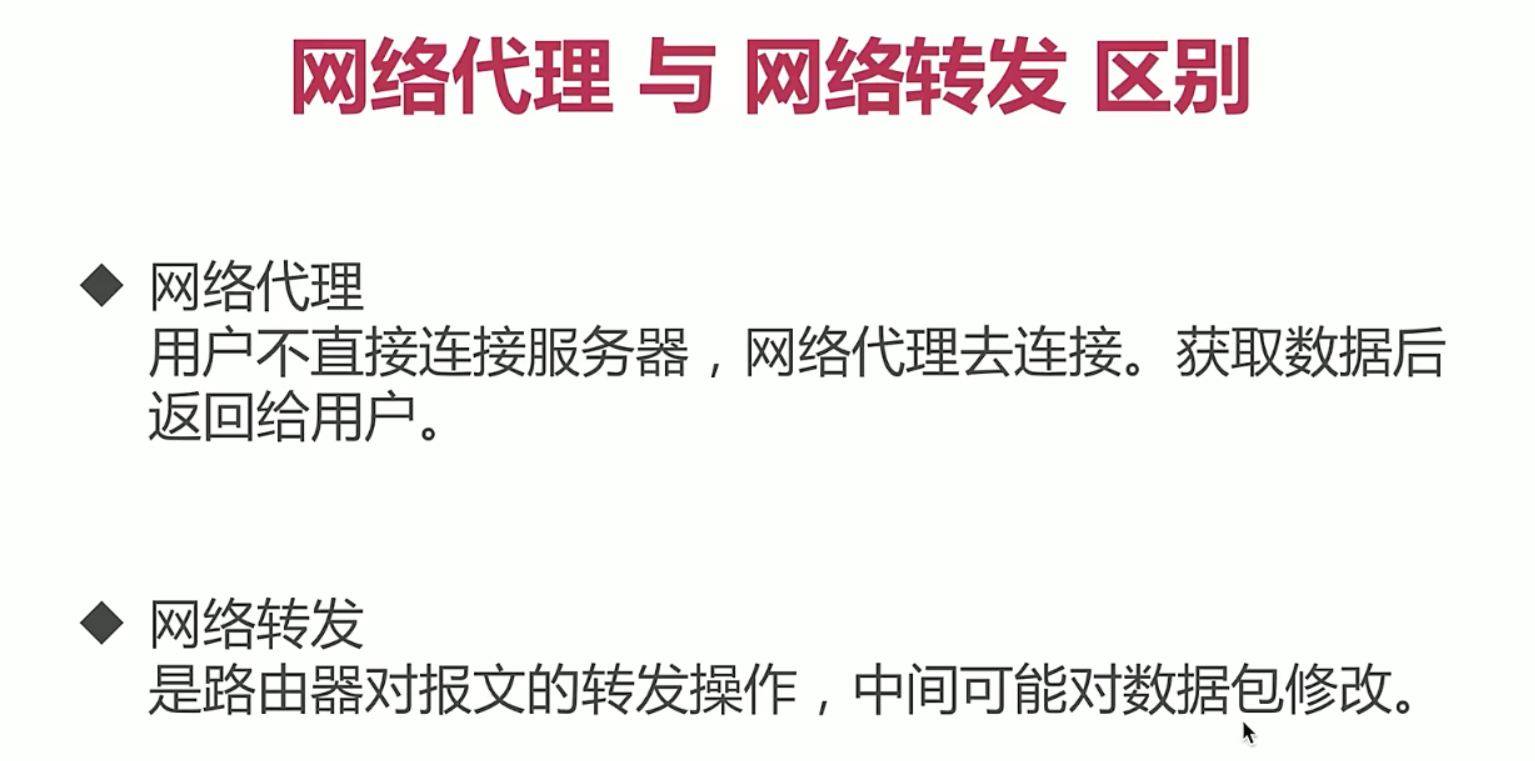 网络代理 与 网络转发 区别
网络代理
用户不直接连接服务器，网络代理去连接。获取数据后
返回给用户。
网络转发
是路由器对报文的转发操作，中间可能对数据包修改。